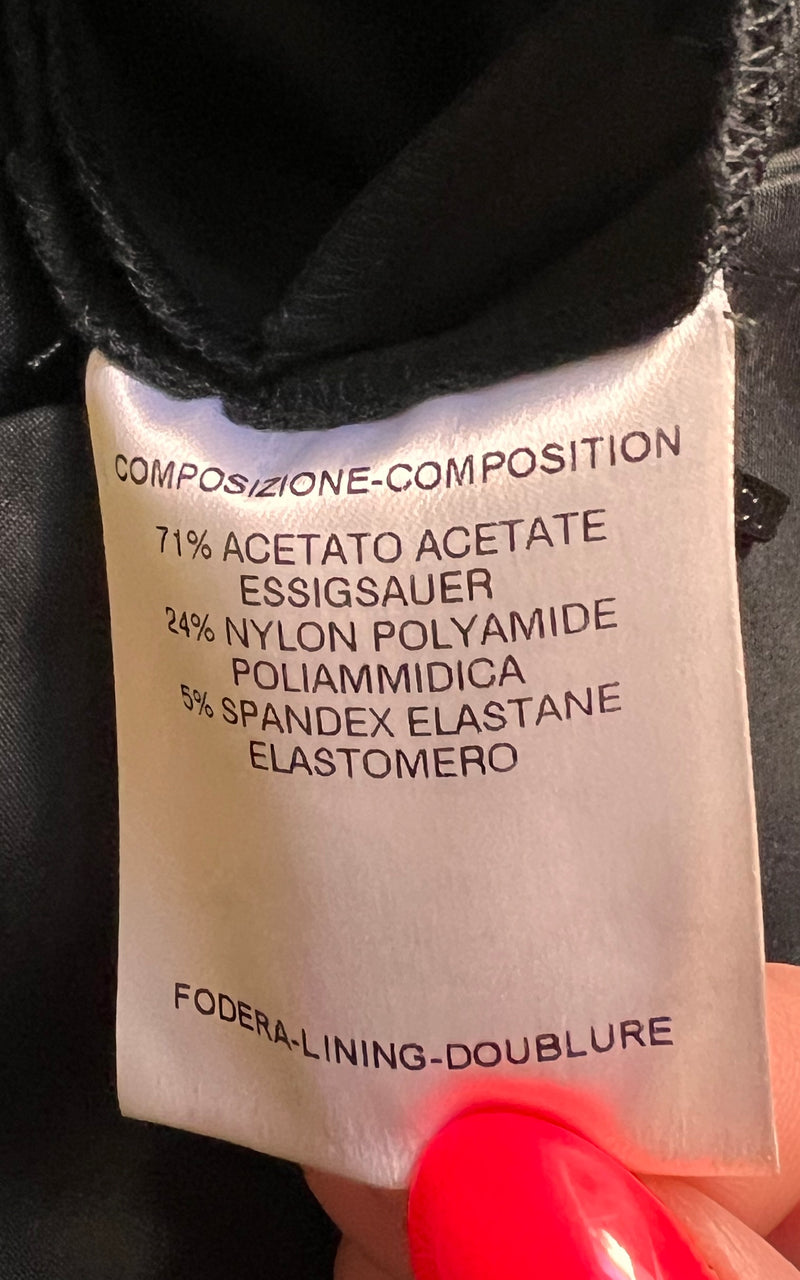 COMPOSIZIONE-COMPOSITION
71% ACETATO ACETATE
ESSIGSAUER
24% NYLON POLYAMIDE
POLIAMMIDICA
5% SPANDEX ELASTANE
ELASTOMERO
FODERA-LINING-DOUBLURE